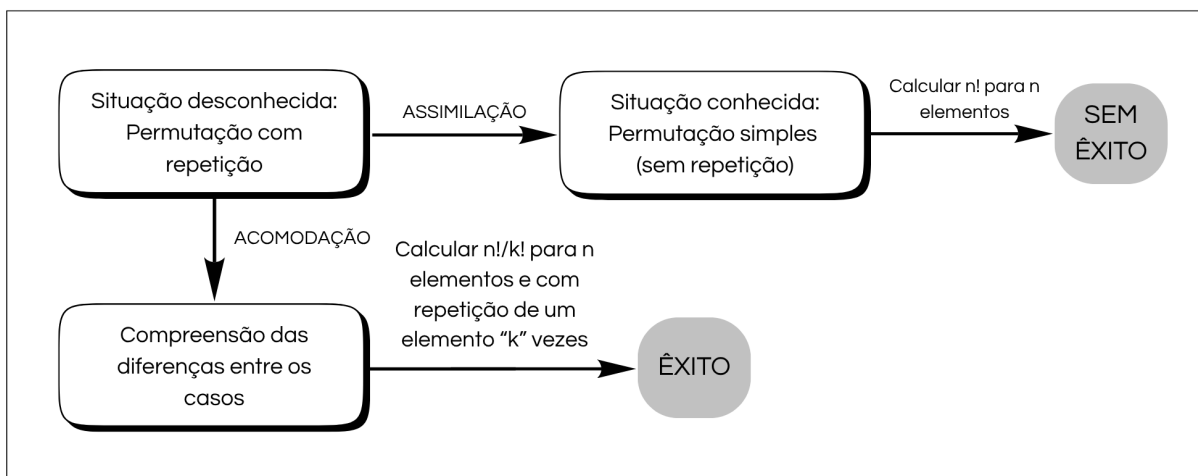 Situação desconhecida:
Permutação com
repetição
ASSIMILAÇÃO
Situação conhecida:
Permutação simples
(sem repetição)
Calcular n! para n
elementos
SEM
ÊXITO
ACOMODAÇÃO
Compreensão das
diferenças entre os
casos
Calcular n!/k! para n
elementos e com
repetição de um
elemento “k” vezes
ÊXITO